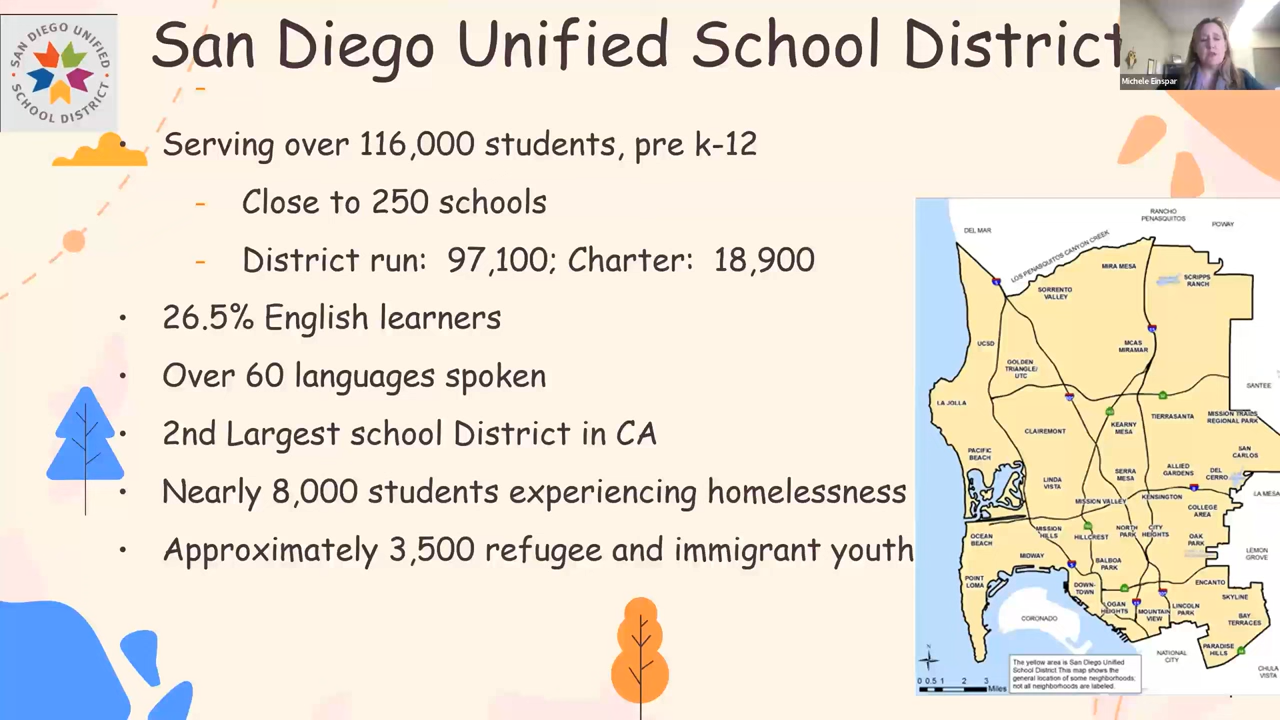 SAN DIEGO UNIFIED
SCHOOL DISTRICT
San Diego Unified School District
Michele Einspar
-
• Serving over 116,000 students, pre k-12
- Close to 250 schools
- District run: 97,100; Charter: 18,900
• 26.5% English learners
• Over 60 languages spoken
• 2nd Largest school District in CA
• Nearly 8,000 students experiencing homelessness
• Approximately 3,500 refugee and immigrant youth
RANCHO
PENASQUITOS
POWAY
DEL MAR
LOS PENASQUITOS CANYON CREEK
MIRA MESA
SCRIPPS
RANCH
SORRENTO
VALLEY
UCSD
MCAS
MIRAMAR
GOLDEN
TRIANGLE/
UTC
SANTEE
LA JOLLA
TIERRASANTA
MISSION TRAILS
REGIONAL PARK
KEARNY
MESA
CLAIREMONT
PACIFIC
BEACH
SAN
CARLOS
ALLIED
GARDENS
DEL
CERRO
SERRA
MESA
LINDA
VISTA
LA MESA
MISSION VALLEY
KENSINGTON
COLLEGE
AREA
OCEAN
BEACH
MISSION
HILLS
HILLCREST
NORTH
PARK
CITY
HEIGHTS
OAK
PARK
MIDWAY
BALBOA
PARK
LEMON
GROVE
POINT
LOMA
DOWN-
TOWN
ENCANTO
SKYLINE
LOGAN
HEIGHTS
MOUNTAIN
VIEW
LINCOLN
PARK
BAY
TERRACES
CORONADO
PARADISE
HILLS
NATIONAL
CITY
CHULA
VISTA
N
The yellow area is San Diego Unified
School District This map shows the
general location of some neighborhoods;
not all neighborhoods are labeled.
0 0.5 1 2 3
Miles